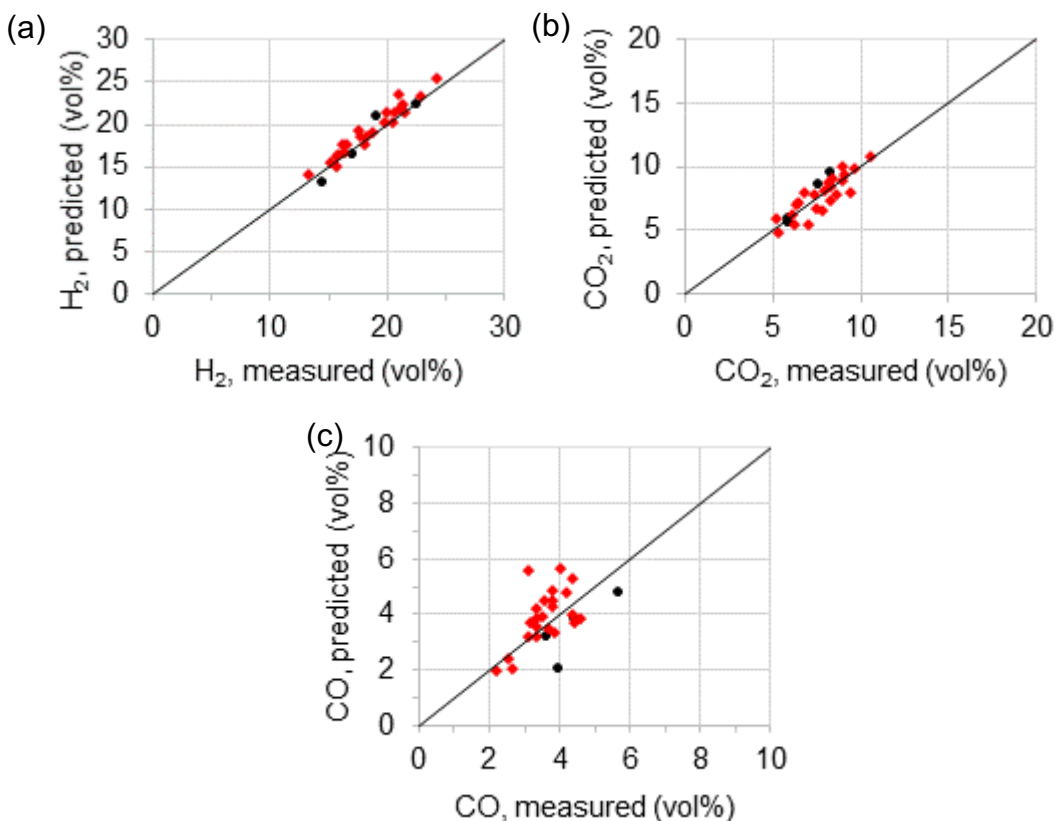 (a)
30
25
20
15
10
5
0
H₂, predicted (vol%)
0 10 20 30
H₂, measured (vol%)
(b)
20
15
10
5
0
CO₂, predicted (vol%)
0 5 10 15 20
CO₂, measured (vol%)
(c)
10
8
6
4
2
0
CO, predicted (vol%)
0 2 4 6 8 10
CO, measured (vol%)